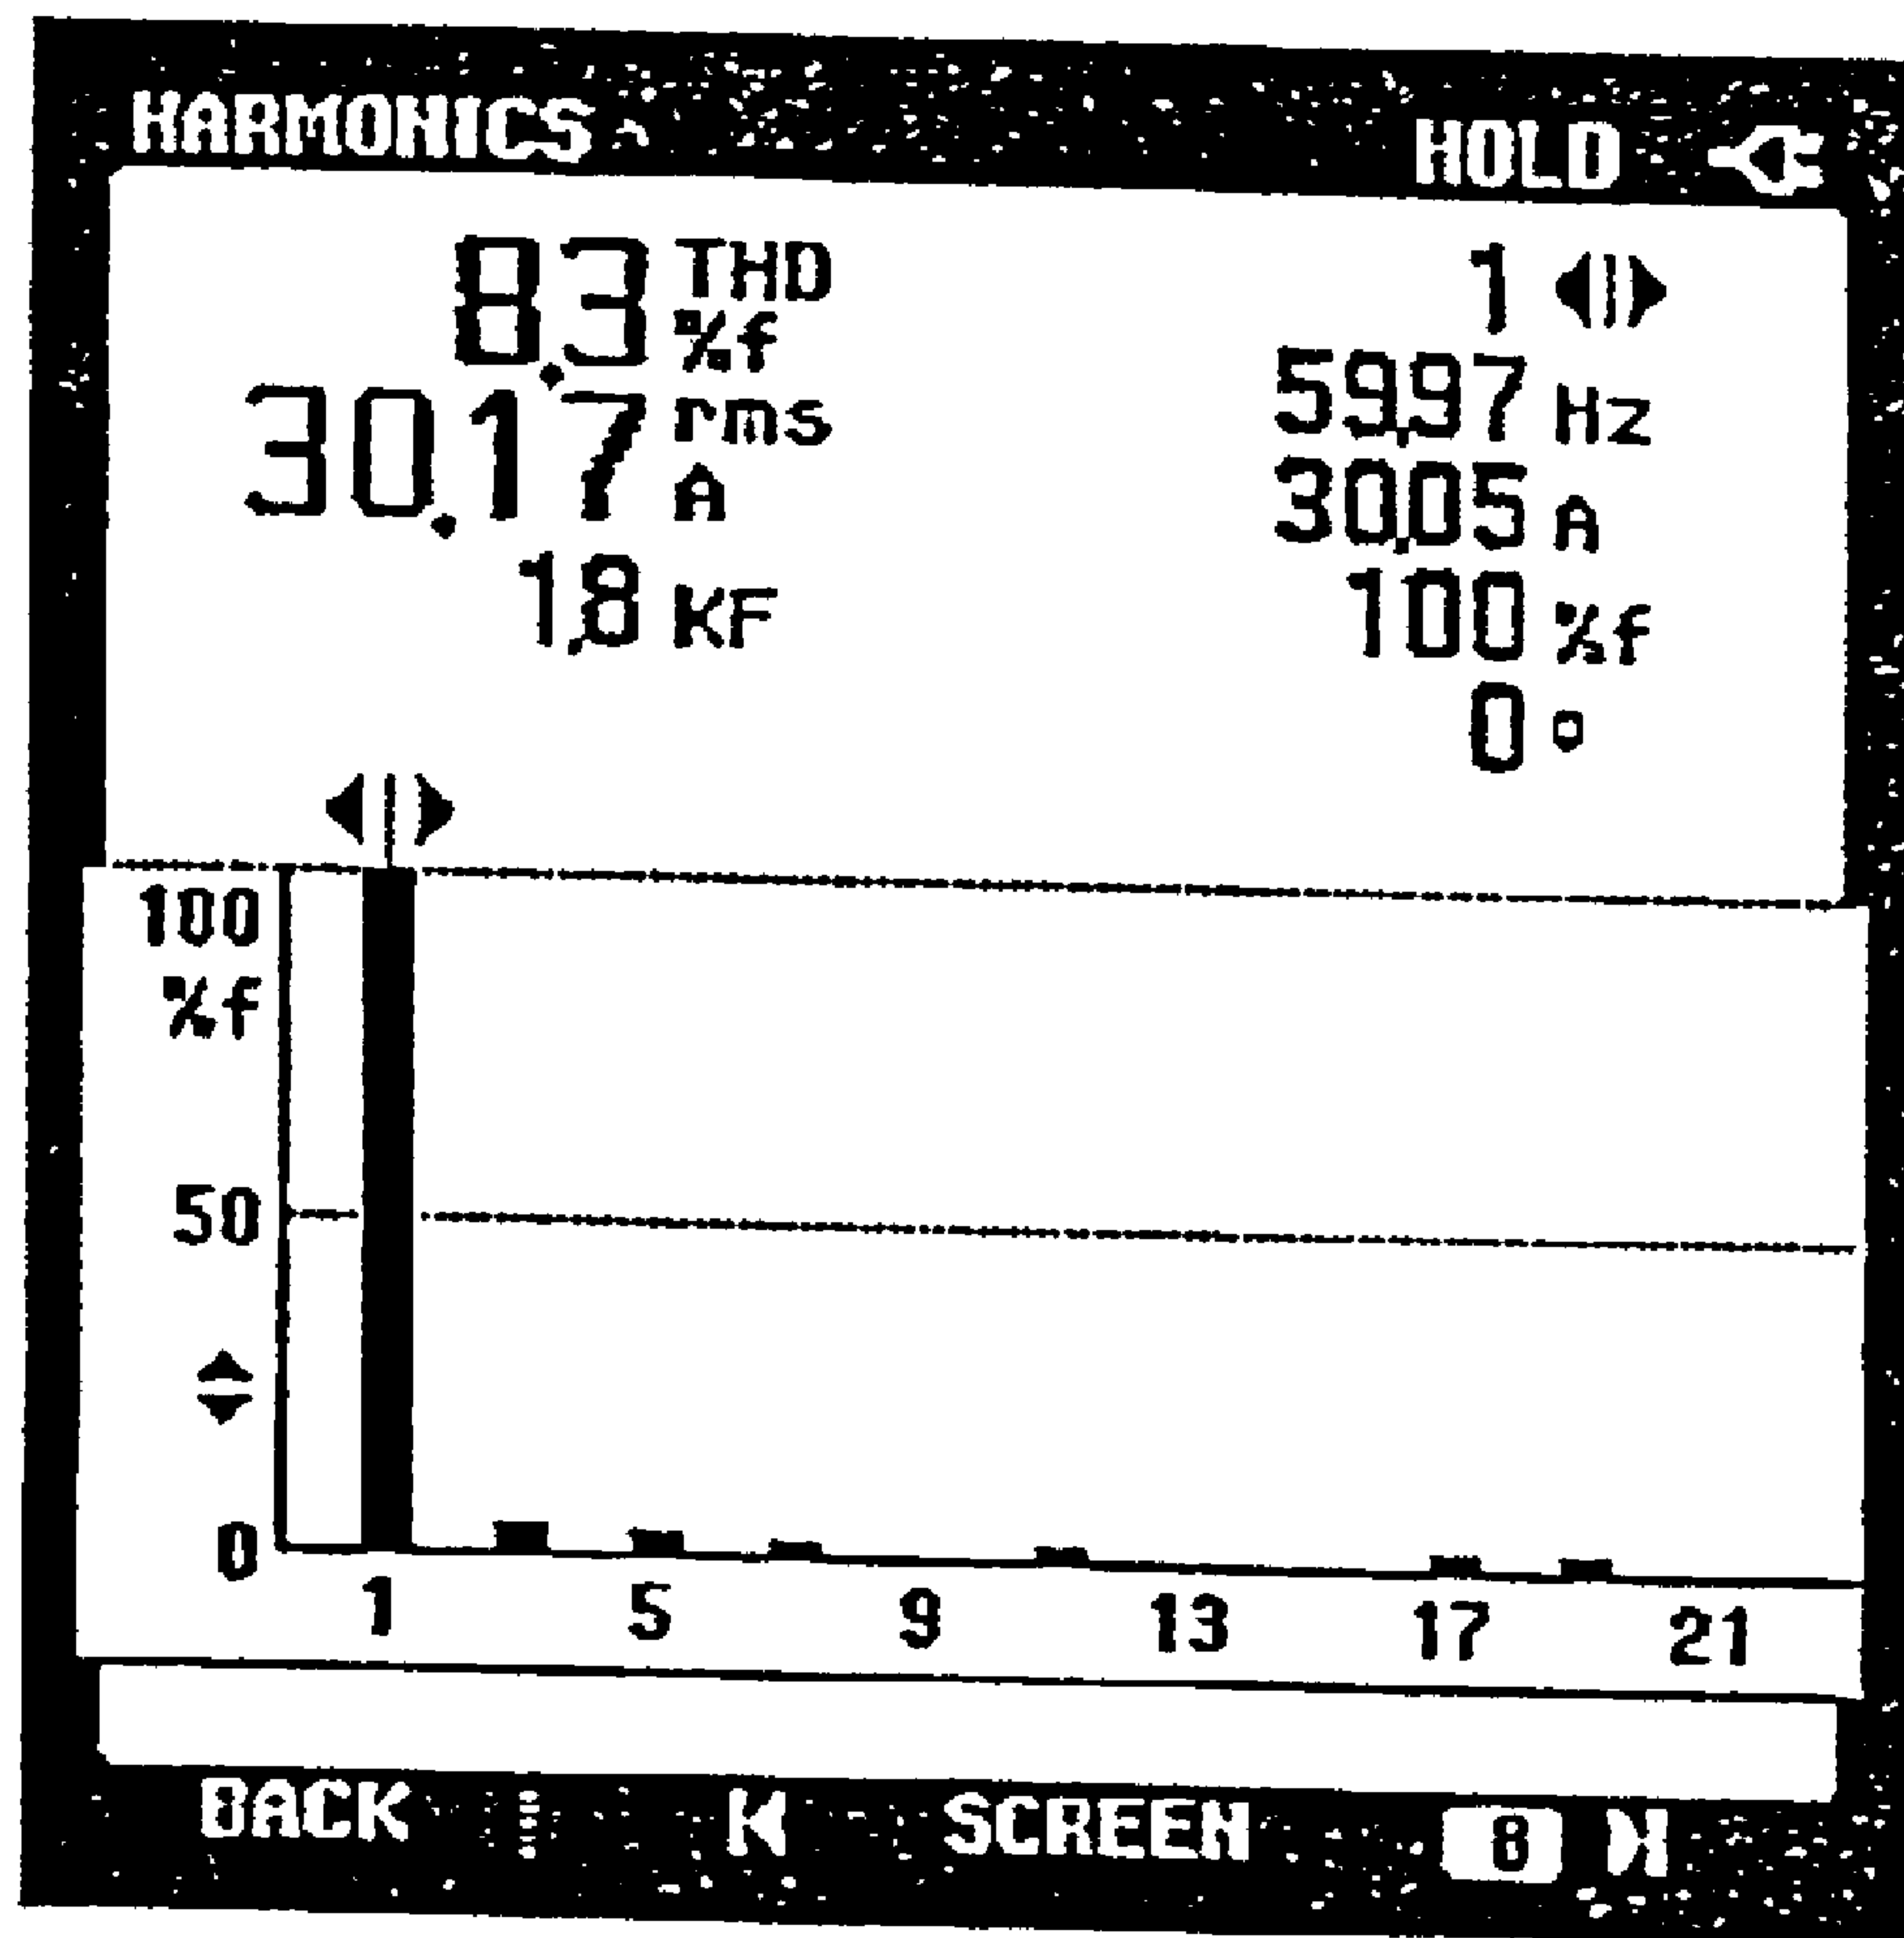 HARMONICS HOLD
8,3 THD %f
1
30,17 rms A
59,97 Hz
30,05 A
1,8 KF
100 %f
0 °
100
%f
50
0
1 5 9 13 17 21
BACK K SCREEN 8